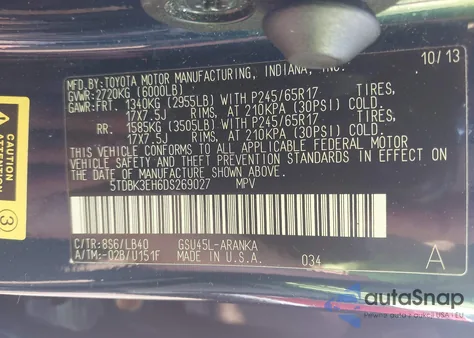 10/13
MFD.BY:TOYOTA MOTOR MANUFACTURING, INDIANA, INC.
GVWR:2720KG (6000LB)
GAWR:FRT. 1340KG (2955LB) WITH P245/65R17 TIRES,
17X7.5J RIMS, AT 210KPA (30PSI) COLD.
RR. 1585KG (3505LB) WITH P245/65R17 TIRES,
17X7.5J RIMS, AT 210KPA (30PSI) COLD.
THIS VEHICLE CONFORMS TO ALL APPLICABLE FEDERAL MOTOR
VEHICLE SAFETY AND THEFT PREVENTION STANDARDS IN EFFECT ON
THE DATE OF MANUFACTURE SHOWN ABOVE.
5TDBK3EH6DS269027 MPV
C/TR:8S6/LB40 GSU45L-ARANKA
A/TM:-02B/U151F MADE IN U.S.A. 034 A
CAUTION
3
autoSnap
Pewne auto z USA i EU